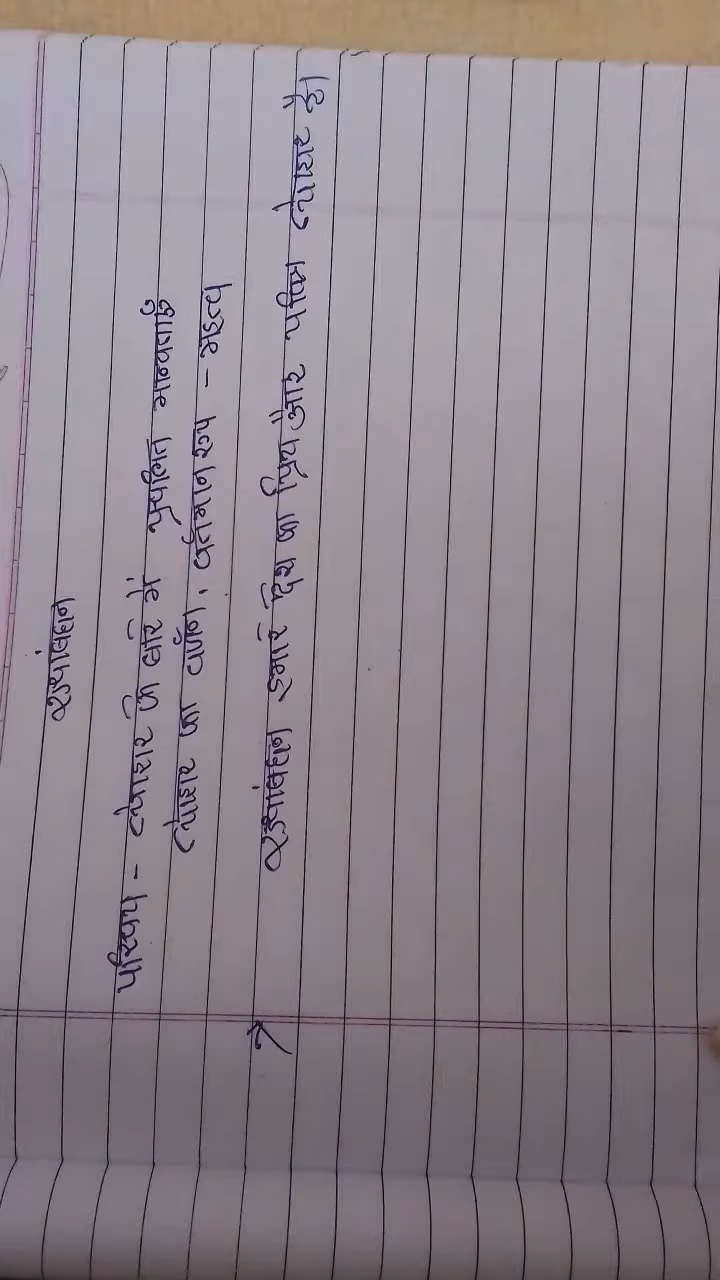 रक्षाबंधन
परिचय - त्योहार के बारे में प्रचलित मान्यताएँ
त्योहार का वर्णन, वर्तमान रूप - महत्व
रक्षाबंधन हमारे देश का प्रिय और पवित्र त्योहार है।